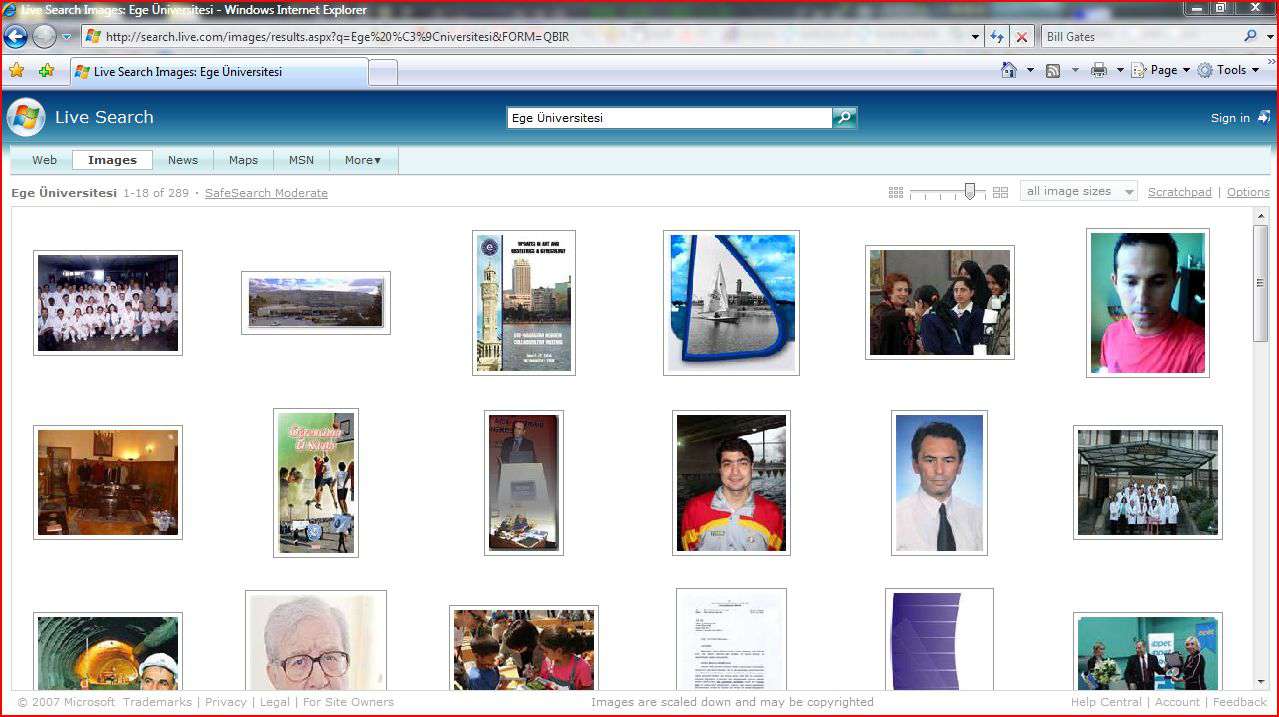 Live Search Images: Ege Üniversitesi - Windows Internet Explorer
http://search.live.com/images/results.aspx?q=Ege%20%C3%9Cniversitesi&FORM=QBIR
Bill Gates
Live Search Images: Ege Üniversitesi
Page
Tools
Live Search
Ege Üniversitesi
Sign in
Web
Images
News
Maps
MSN
More
Ege Üniversitesi 1-18 of 289 · SafeSearch Moderate
all image sizes
Scratchpad | Options
UPDATES IN ART AND
OBSTETRICS & GYNECOLOGY
© 2007 Microsoft Trademarks | Privacy | Legal | For Site Owners
Images are scaled down and may be copyrighted
Help Central | Account | Feedback